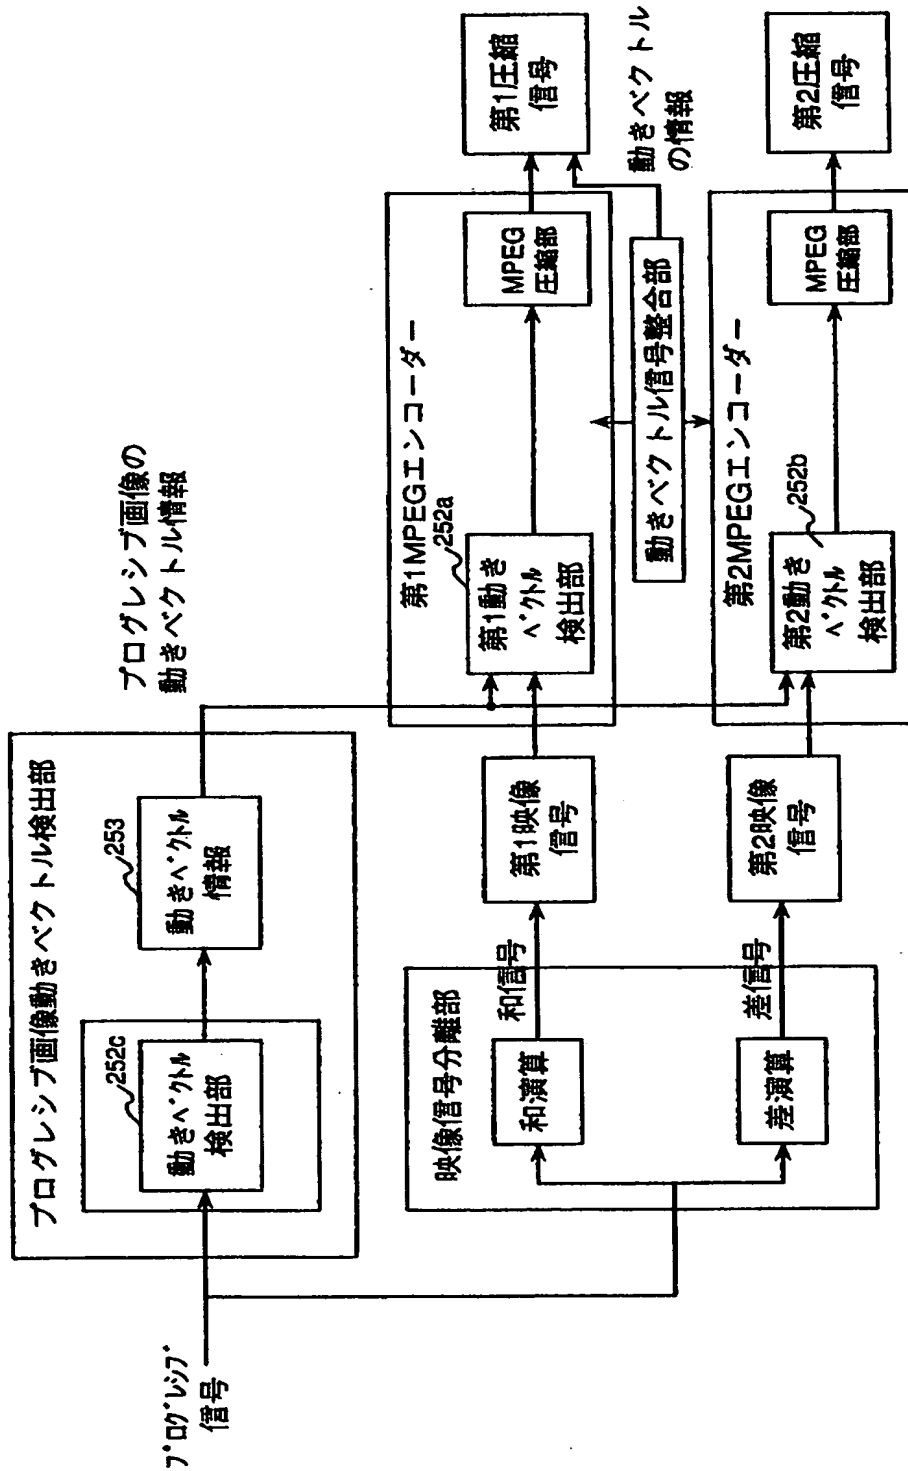 プログレシブ
信号
プログレシブ画像動きベクトル検出部
252c
動きベクトル
検出部
253
動きベクトル
情報
プログレシブ画像の
動きベクトル情報
映像信号分離部
和演算
差演算
和信号
差信号
第1映像
信号
第2映像
信号
第1MPEGエンコーダー
252a
第1動き
ベクトル
検出部
MPEG
圧縮部
第1圧縮
信号
動きベクトル信号整合部
動きベクトル
の情報
第2MPEGエンコーダー
252b
第2動き
ベクトル
検出部
MPEG
圧縮部
第2圧縮
信号